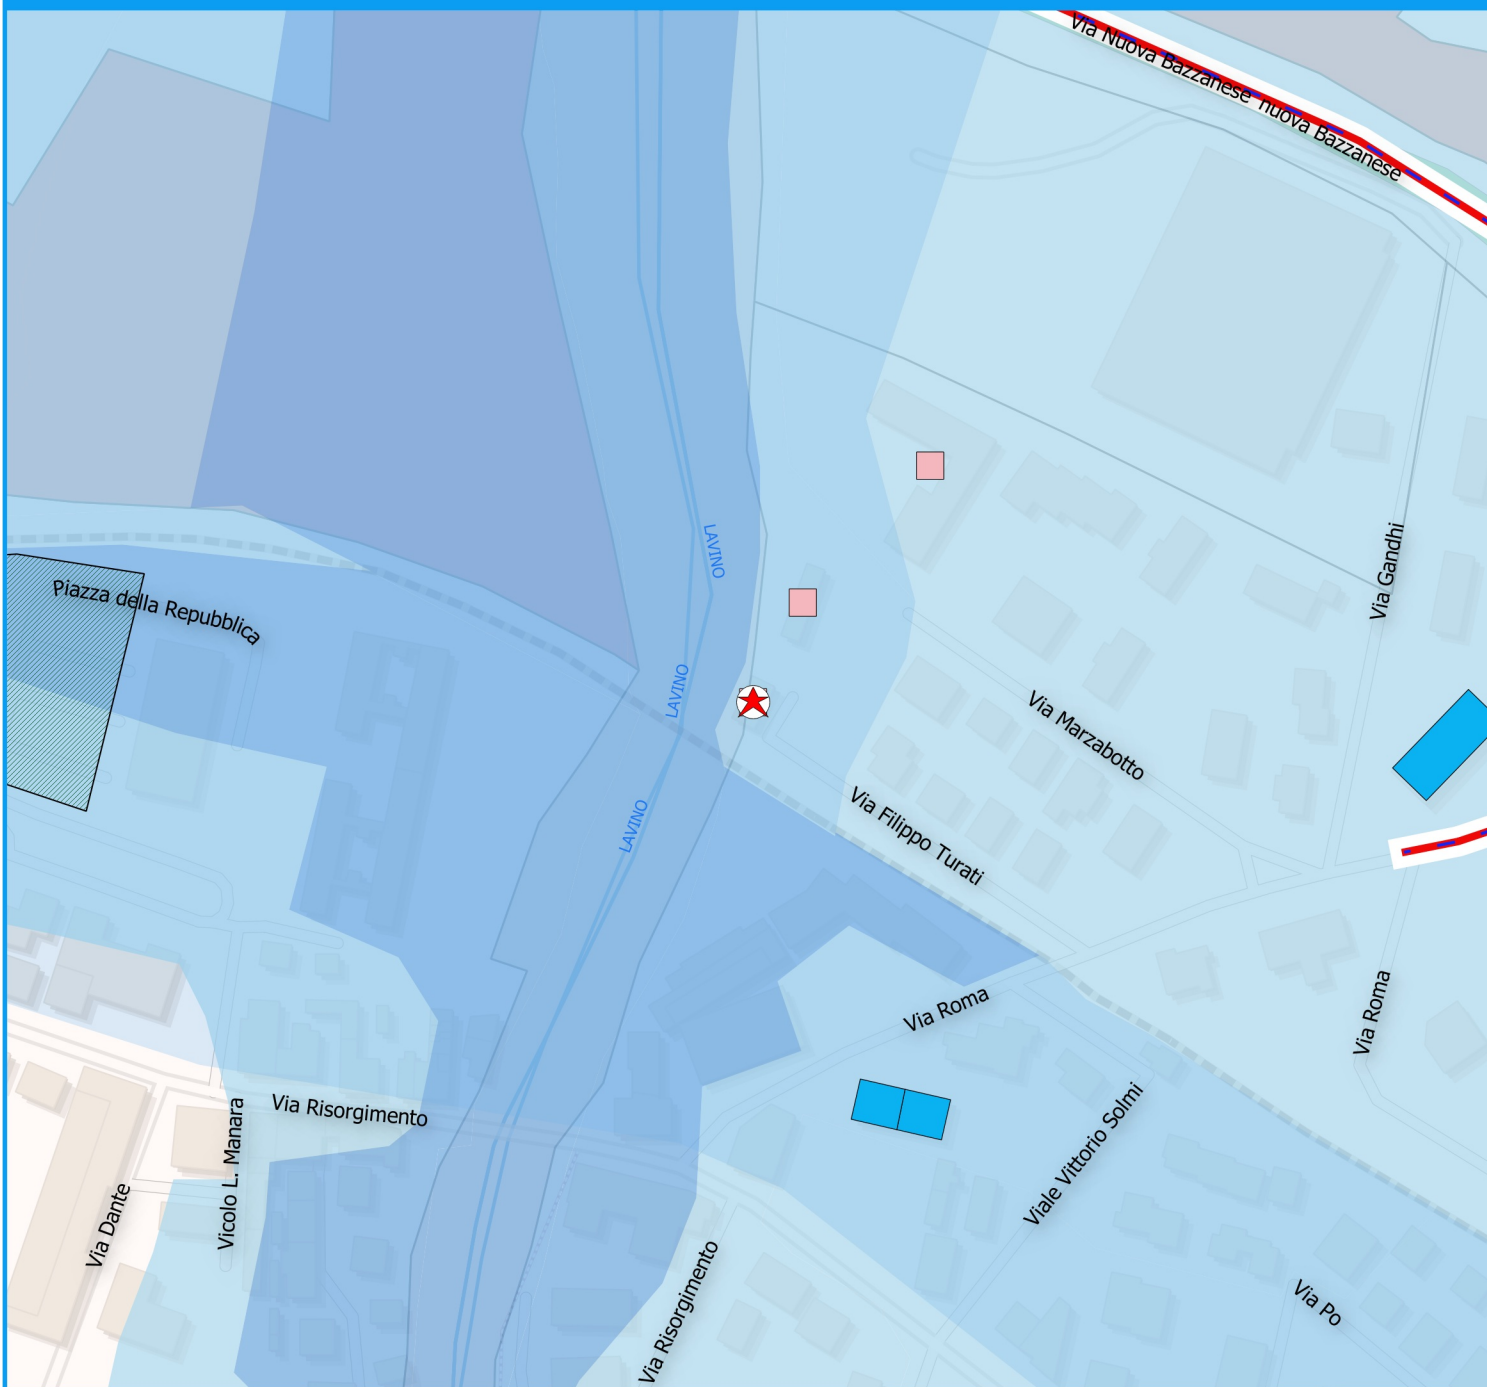 Via Nuova Bazzanese
nuova Bazzanese
LAVINO
Via Gandhi
Piazza della Repubblica
LAVINO
Via Marzabotto
LAVINO
Via Filippo Turati
Via Roma
Via Roma
Via Risorgimento
Vicolo L. Manara
Viale Vittorio Solmi
Via Dante
Via Risorgimento
Via Po